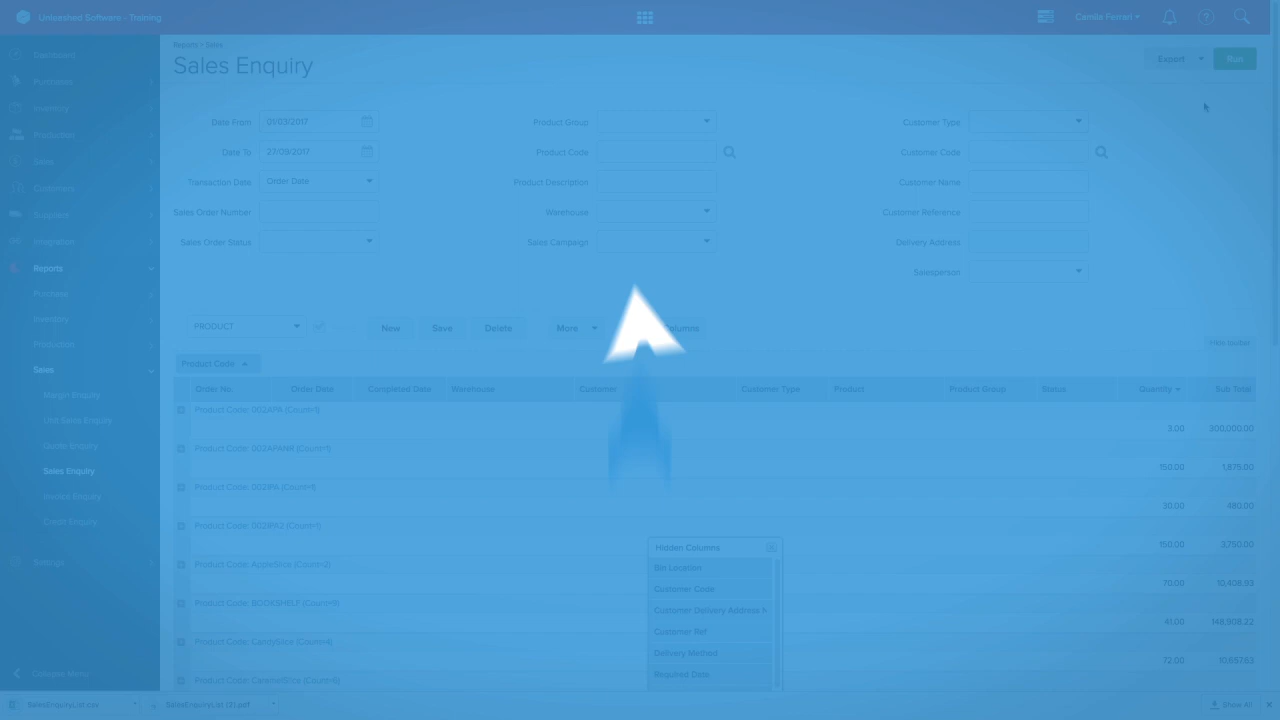 Unleashed Software - Training
Camilla Ferrari
Dashboard
Purchases
Inventory
Production
Sales
Customers
Suppliers
Integration
Reports
Purchase
Inventory
Production
Sales
Margin Enquiry
Unit Sales Enquiry
Quote Enquiry
Sales Enquiry
Invoice Enquiry
Credit Enquiry
Settings
Collapse Menu
Reports > Sales
Sales Enquiry
Export
Run
Date From 01/03/2017
Product Group
Customer Type
Date To 27/09/2017
Product Code
Customer Code
Transaction Date Order Date
Product Description
Customer Name
Sales Order Number
Warehouse
Customer Reference
Sales Order Status
Sales Campaign
Delivery Address
Salesperson
PRODUCT
New
Save
Delete
More
Hide toolbar
Product Code
Order No. Order Date Completed Date Warehouse Customer Customer Type Product Product Group Status Quantity Sub Total
Product Code: 002APA (Count=1)
3.00 300,000.00
150.00 1,875.00
30.00 480.00
Product Code: 002IPA2 (Count=1)
150.00 3,750.00
Product Code: AppleSlice (Count=2)
70.00 10,408.93
41.00 148,908.22
Product Code: CandySlice (Count=4)
72.00 10,657.63
Hidden Columns
Bin Location
Customer Code
Customer Delivery Address
Customer Ref
Delivery Method
Required Date
SalesEnquiryList.csv
SalesEnquiryList (3).pdf
Show All